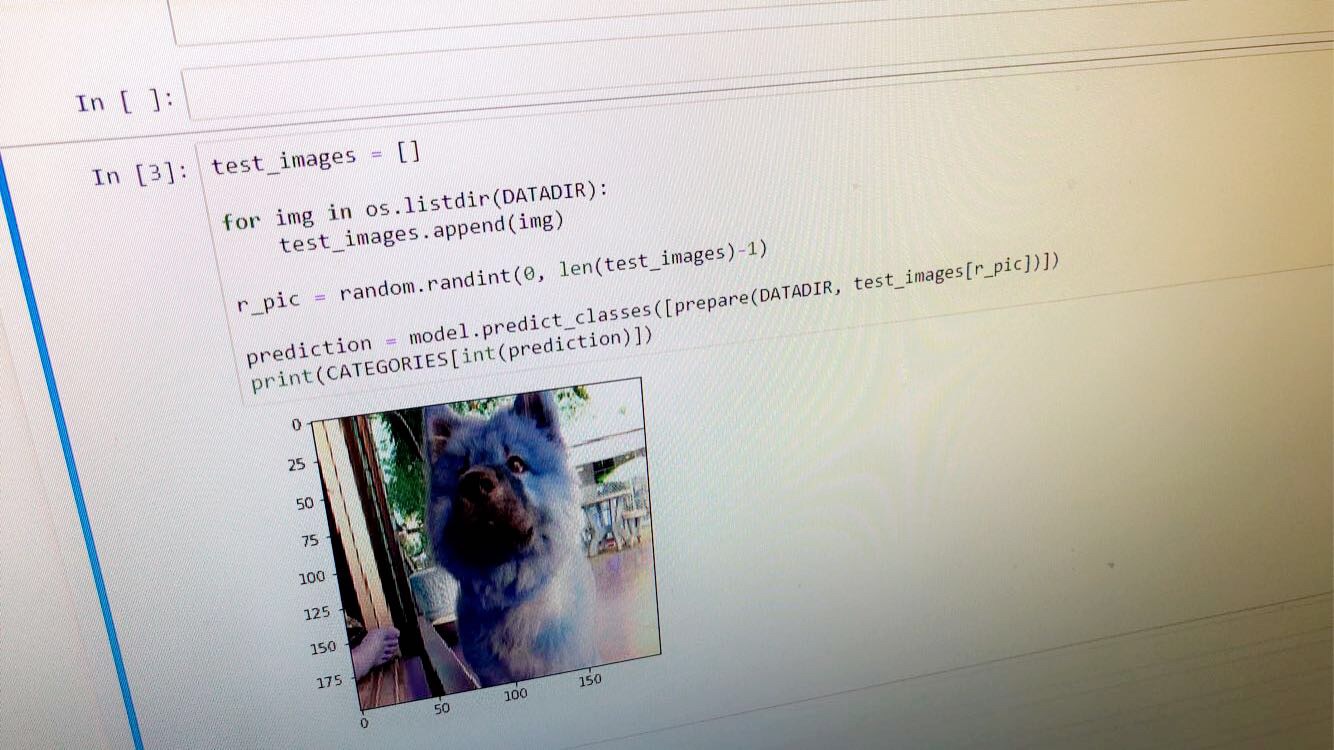 In [ ]:
In [3]:
test_images = []
for img in os.listdir(DATADIR):
test_images.append(img)
r_pic = random.randint(0, len(test_images)-1)
prediction = model.predict_classes([prepare(DATADIR, test_images[r_pic])])
print(CATEGORIES[int(prediction)])
0
25
50
75
100
125
150
175
0
50
100
150